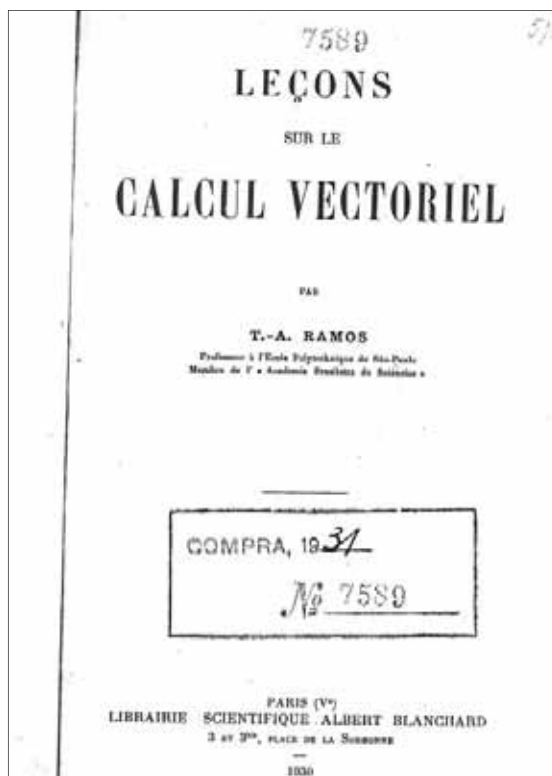 7589
LEÇONS
SUR LE
CALCUL VECTORIEL
PAR
T.-A. RAMOS
Professeur à l'École Polytechnique de São-Paulo
Membre de l' « Academia Brasileira de Sciencias »
COMPRA, 1931
№ 7589
PARIS (Vᵉ)
LIBRAIRIE SCIENTIFIQUE ALBERT BLANCHARD
3 ET 3ᵇⁱˢ, PLACE DE LA SORBONNE
1930